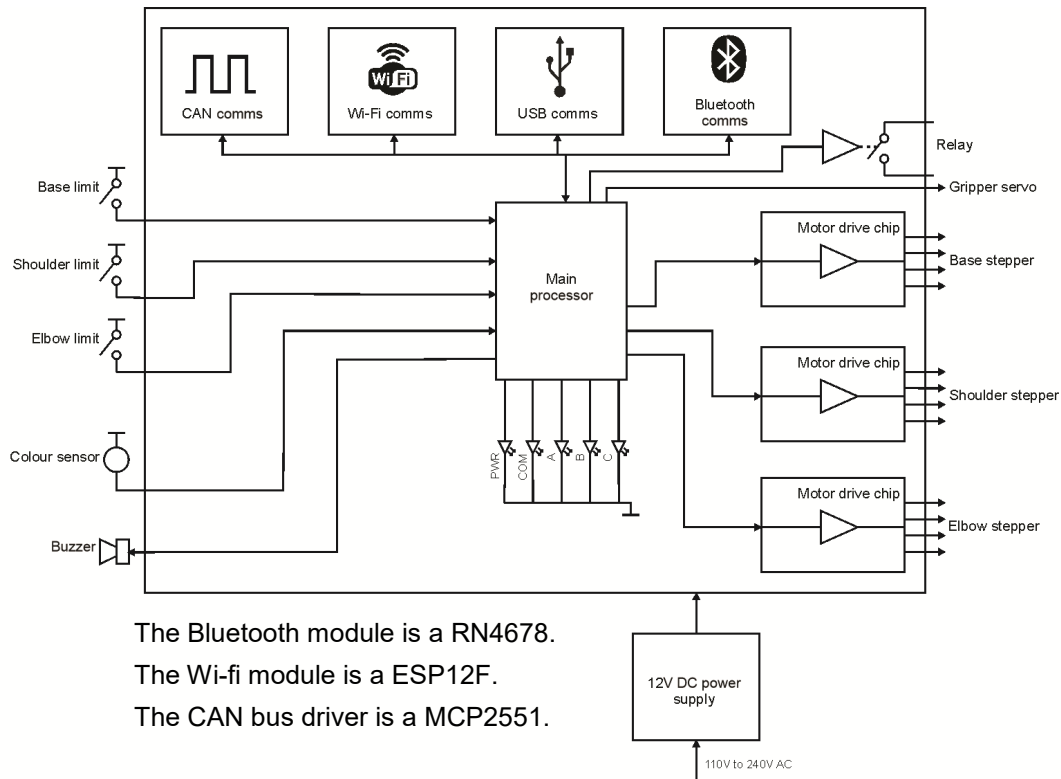 Wi Fi
CAN comms
Wi-Fi comms
USB comms
Bluetooth
comms
Relay
Gripper servo
Base limit
Shoulder limit
Elbow limit
Colour sensor
Buzzer
Main
processor
PWR
COM
A
B
C
Motor drive chip
Base stepper
Motor drive chip
Shoulder stepper
Motor drive chip
Elbow stepper
The Bluetooth module is a RN4678.
The Wi-fi module is a ESP12F.
The CAN bus driver is a MCP2551.
12V DC power
supply
110V to 240V AC